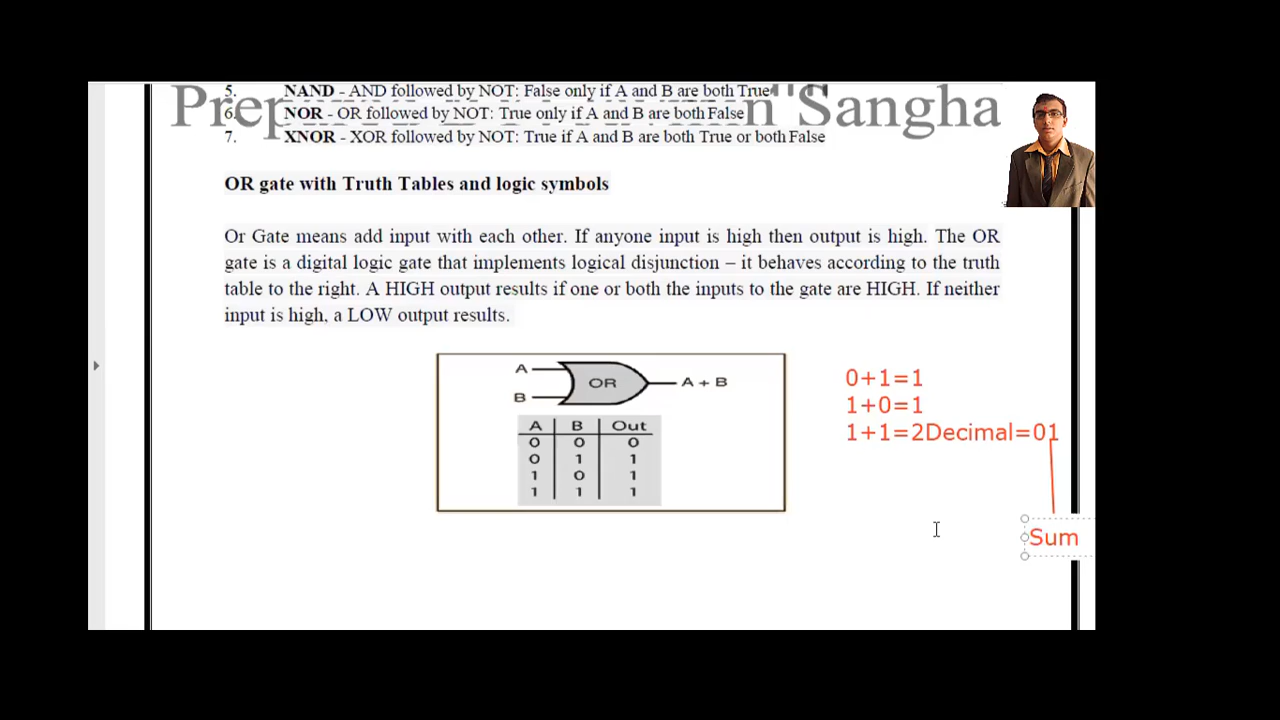 5. NAND - AND followed by NOT: False only if A and B are both True
6. NOR - OR followed by NOT: True only if A and B are both False
Sangha
7. XNOR - XOR followed by NOT: True if A and B are both True or both False
OR gate with Truth Tables and logic symbols
Or Gate means add input with each other. If anyone input is high then output is high. The OR
gate is a digital logic gate that implements logical disjunction – it behaves according to the truth
table to the right. A HIGH output results if one or both the inputs to the gate are HIGH. If neither
input is high, a LOW output results.
A
OR
A + B
B
A B Out
0 0 0
0 1 1
1 0 1
1 1 1
0+1=1
1+0=1
1+1=2Decimal=01
Sum